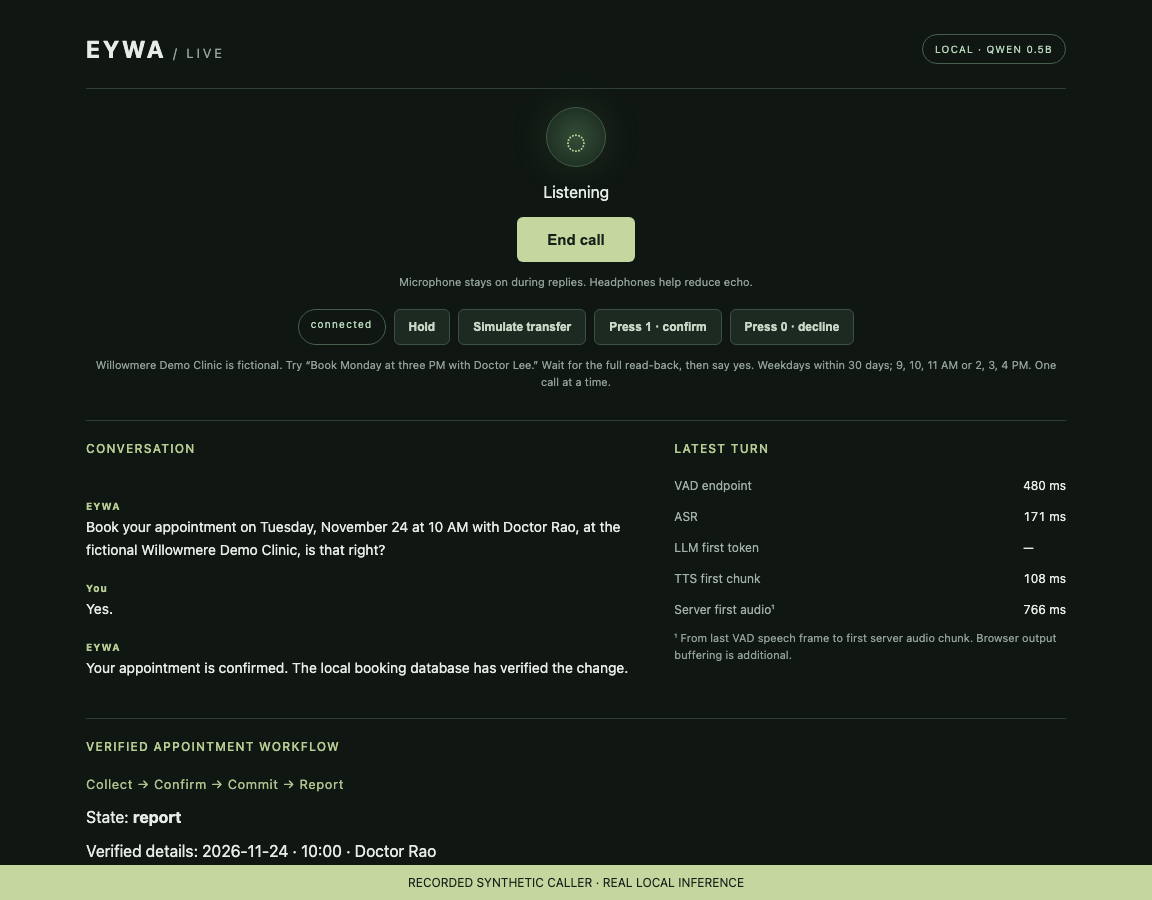 EYWA / LIVE
LOCAL · QWEN 0.5B
Listening
End call
Microphone stays on during replies. Headphones help reduce echo.
connected
Hold
Simulate transfer
Press 1 · confirm
Press 0 · decline
Willowmere Demo Clinic is fictional. Try “Book Monday at three PM with Doctor Lee.” Wait for the full read-back, then say yes. Weekdays within 30 days; 9, 10, 11 AM or 2, 3, 4 PM. One
call at a time.
CONVERSATION
EYWA
Book your appointment on Tuesday, November 24 at 10 AM with Doctor Rao, at the
fictional Willowmere Demo Clinic, is that right?
You
Yes.
EYWA
Your appointment is confirmed. The local booking database has verified the change.
LATEST TURN
VAD endpoint 480 ms
ASR 171 ms
LLM first token —
TTS first chunk 108 ms
Server first audio¹ 766 ms
¹ From last VAD speech frame to first server audio chunk. Browser output
buffering is additional.
VERIFIED APPOINTMENT WORKFLOW
Collect → Confirm → Commit → Report
State: report
Verified details: 2026-11-24 · 10:00 · Doctor Rao
RECORDED SYNTHETIC CALLER · REAL LOCAL INFERENCE